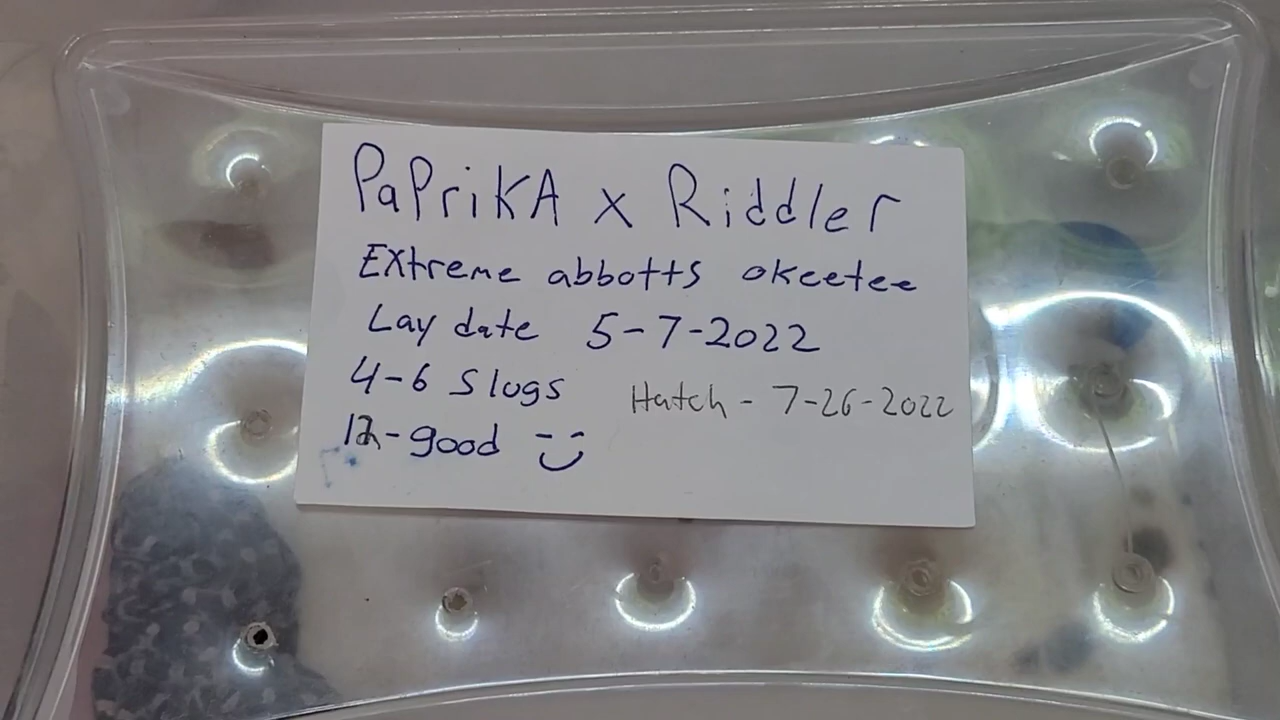 PaPrikA x Riddler
Extreme abbotts okeetee
Lay date 5-7-2022
4-6 Slugs
Hatch - 7-26-2022
12-good